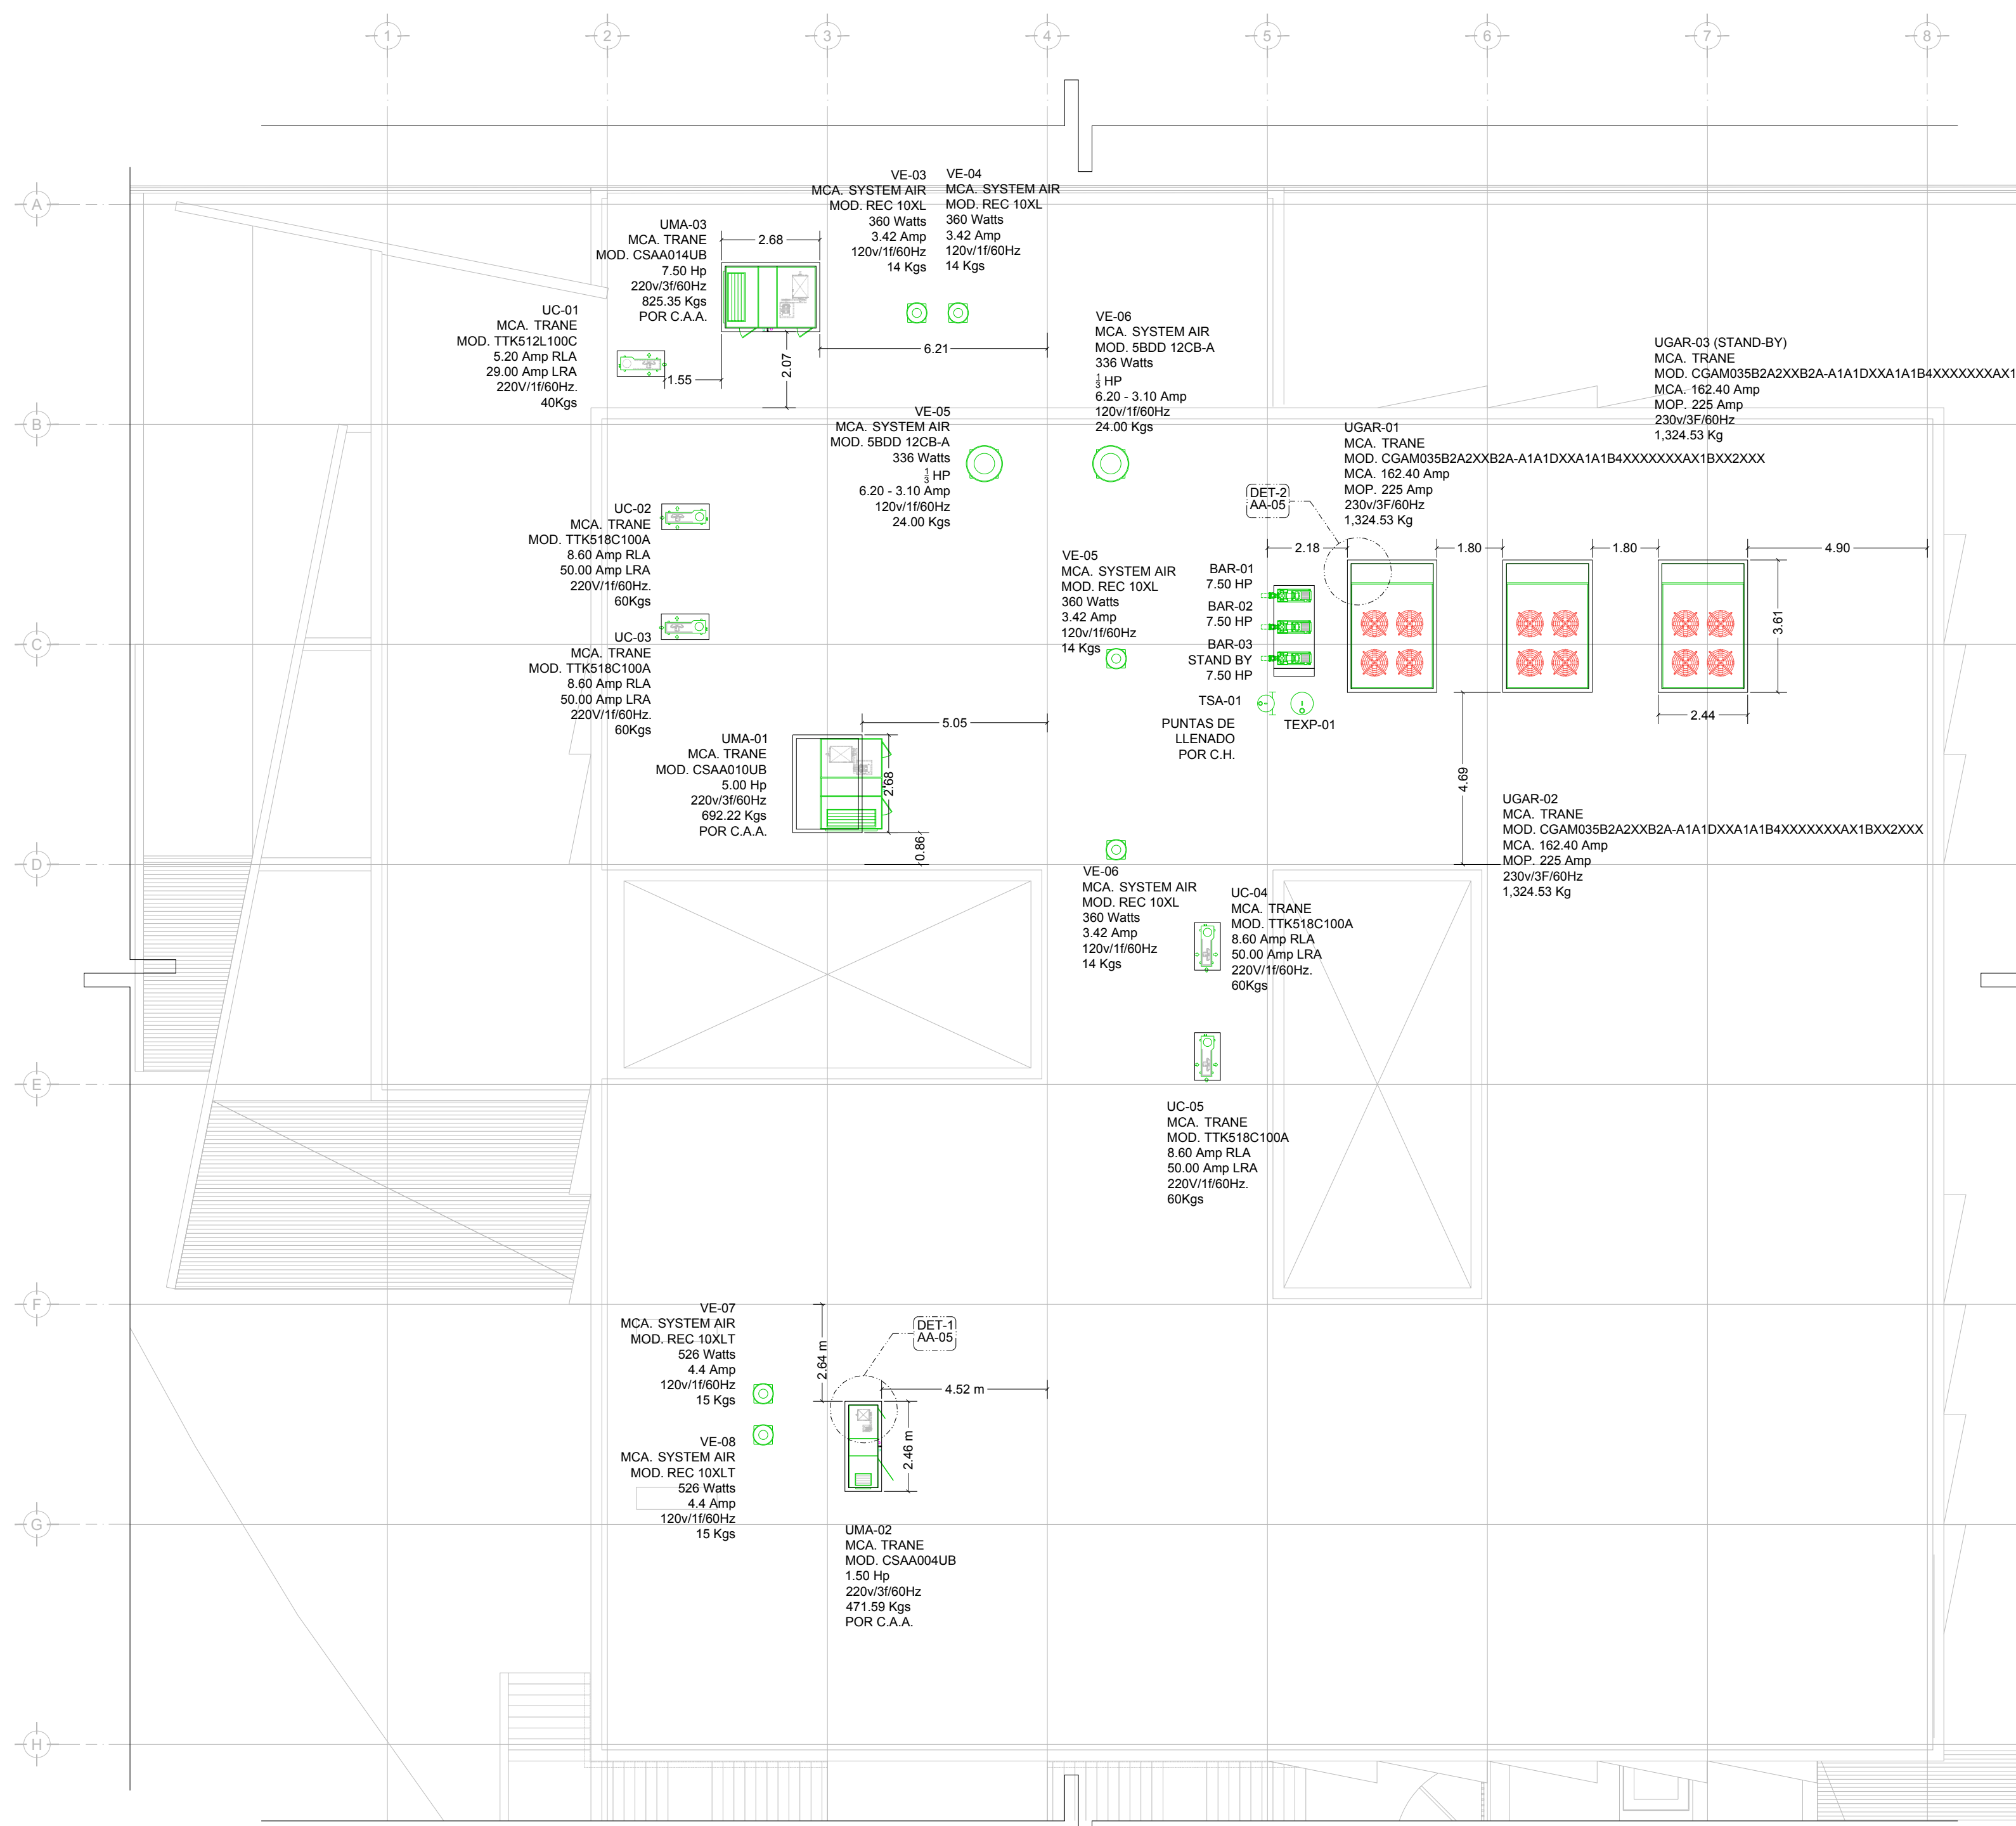 1
2
3
4
5
6
7
8
A
B
C
D
E
F
G
H
VE-03
MCA. SYSTEM AIR
MOD. REC 10XL
360 Watts
3.42 Amp
120v/1f/60Hz
14 Kgs
VE-04
MCA. SYSTEM AIR
MOD. REC 10XL
360 Watts
3.42 Amp
120v/1f/60Hz
14 Kgs
UMA-03
MCA. TRANE
MOD. CSAA014UB
7.50 Hp
220v/3f/60Hz
825.35 Kgs
POR C.A.A.
2.68
6.21
2.07
1.55
UC-01
MCA. TRANE
MOD. TTK512L100C
5.20 Amp RLA
29.00 Amp LRA
220V/1f/60Hz.
40Kgs
VE-06
MCA. SYSTEM AIR
MOD. 5BDD 12CB-A
336 Watts
1/3 HP
6.20 - 3.10 Amp
120v/1f/60Hz
24.00 Kgs
VE-05
MCA. SYSTEM AIR
MOD. 5BDD 12CB-A
336 Watts
1/3 HP
6.20 - 3.10 Amp
120v/1f/60Hz
24.00 Kgs
UGAR-03 (STAND-BY)
MCA. TRANE
MOD. CGAM035B2A2XXB2A-A1A1DXXA1A1B4XXXXXXXAX1
MCA. 162.40 Amp
MOP. 225 Amp
230v/3F/60Hz
1,324.53 Kg
UGAR-01
MCA. TRANE
MOD. CGAM035B2A2XXB2A-A1A1DXXA1A1B4XXXXXXXAX1BXX2XXX
MCA. 162.40 Amp
MOP. 225 Amp
230v/3F/60Hz
1,324.53 Kg
DET-2
AA-05
2.18
1.80
1.80
4.90
3.61
2.44
4.69
UC-02
MCA. TRANE
MOD. TTK518C100A
8.60 Amp RLA
50.00 Amp LRA
220V/1f/60Hz.
60Kgs
UC-03
MCA. TRANE
MOD. TTK518C100A
8.60 Amp RLA
50.00 Amp LRA
220V/1f/60Hz.
60Kgs
VE-05
MCA. SYSTEM AIR
MOD. REC 10XL
360 Watts
3.42 Amp
120v/1f/60Hz
14 Kgs
BAR-01
7.50 HP
BAR-02
7.50 HP
BAR-03
STAND BY
7.50 HP
TSA-01
TEXP-01
PUNTAS DE
LLENADO
POR C.H.
UMA-01
MCA. TRANE
MOD. CSAA010UB
5.00 Hp
220v/3f/60Hz
692.22 Kgs
POR C.A.A.
5.05
2.68
0.86
UGAR-02
MCA. TRANE
MOD. CGAM035B2A2XXB2A-A1A1DXXA1A1B4XXXXXXXAX1BXX2XXX
MCA. 162.40 Amp
MOP. 225 Amp
230v/3F/60Hz
1,324.53 Kg
VE-06
MCA. SYSTEM AIR
MOD. REC 10XL
360 Watts
3.42 Amp
120v/1f/60Hz
14 Kgs
UC-04
MCA. TRANE
MOD. TTK518C100A
8.60 Amp RLA
50.00 Amp LRA
220V/1f/60Hz.
60Kgs
UC-05
MCA. TRANE
MOD. TTK518C100A
8.60 Amp RLA
50.00 Amp LRA
220V/1f/60Hz.
60Kgs
VE-07
MCA. SYSTEM AIR
MOD. REC 10XLT
526 Watts
4.4 Amp
120v/1f/60Hz
15 Kgs
VE-08
MCA. SYSTEM AIR
MOD. REC 10XLT
526 Watts
4.4 Amp
120v/1f/60Hz
15 Kgs
DET-1
AA-05
2.64 m
4.52 m
2.46 m
UMA-02
MCA. TRANE
MOD. CSAA004UB
1.50 Hp
220v/3f/60Hz
471.59 Kgs
POR C.A.A.